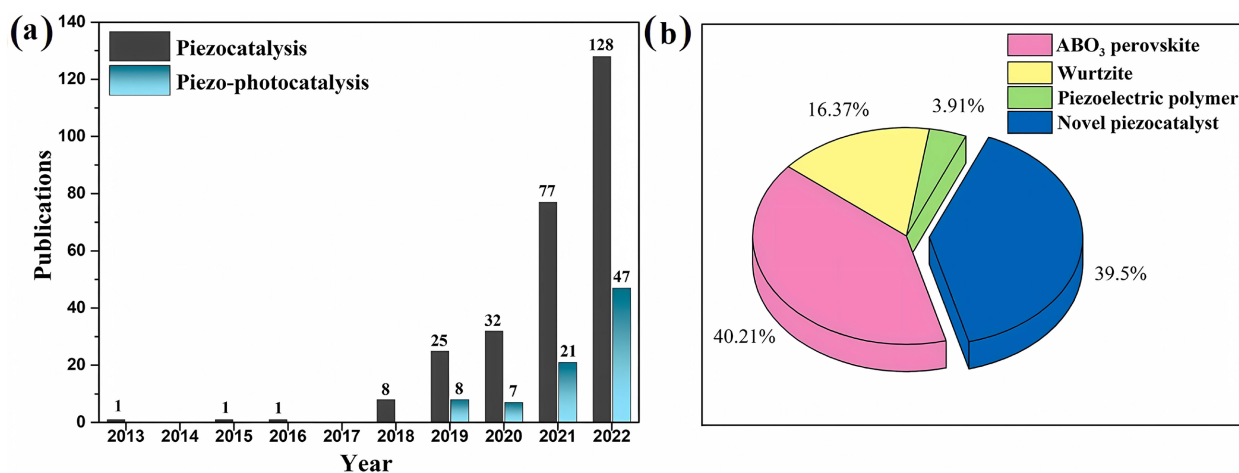 (a)
Piezocatalysis
Piezo-photocatalysis
Publications
140
120
100
80
60
40
20
0
1
1
1
8
25
8
32
7
77
21
128
47
2013 2014 2015 2016 2017 2018 2019 2020 2021 2022
Year
(b)
ABO₃ perovskite
Wurtzite
Piezoelectric polymer
Novel piezocatalyst
16.37%
3.91%
39.5%
40.21%